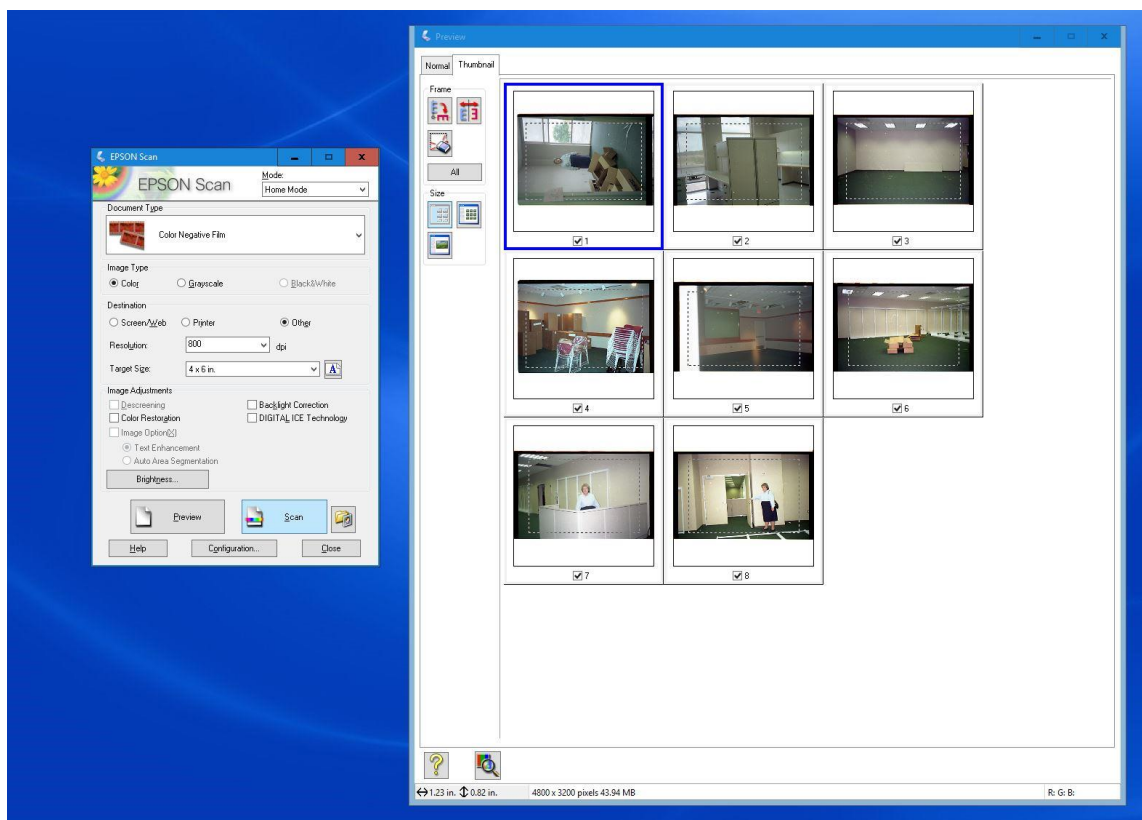 EPSON Scan
EPSON Scan
Mode:
Home Mode
Document Type
Color Negative Film
Image Type
Color
Grayscale
Black&White
Destination
Screen/Web
Printer
Other
Resolution:
800
dpi
Target Size:
4 x 6 in.
A
Image Adjustments
Descreening
Backlight Correction
Color Restoration
DIGITAL ICE Technology
Image Option(X)
Text Enhancement
Auto Area Segmentation
Brightness...
Preview
Scan
Help
Configuration...
Close
Preview
Normal
Thumbnail
Frame
All
Size
1
2
3
4
5
6
7
8
1.23 in.
0.82 in.
4800 x 3200 pixels 43.94 MB
R: G: B: